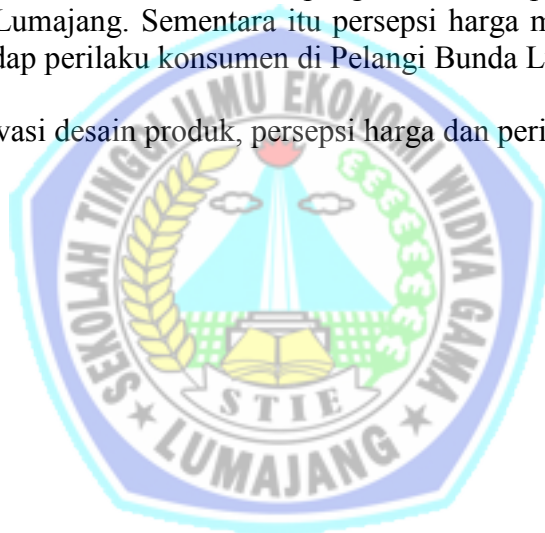 Lumajang. Sementara itu persepsi harga m
dap perilaku konsumen di Pelangi Bunda L
vasi desain produk, persepsi harga dan peri
SEKOLAH TINGGI ILMU EKONOMI WIDYA GAMA
STIE
LUMAJANG